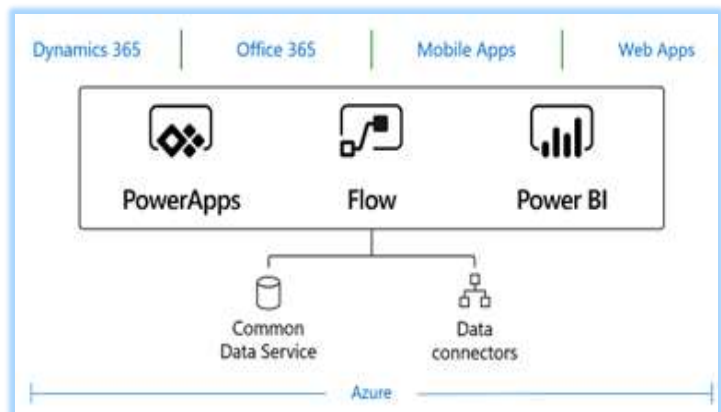 Dynamics 365 Office 365 Mobile Apps Web Apps
PowerApps Flow Power BI
Common Data
Data Service connectors
Azure